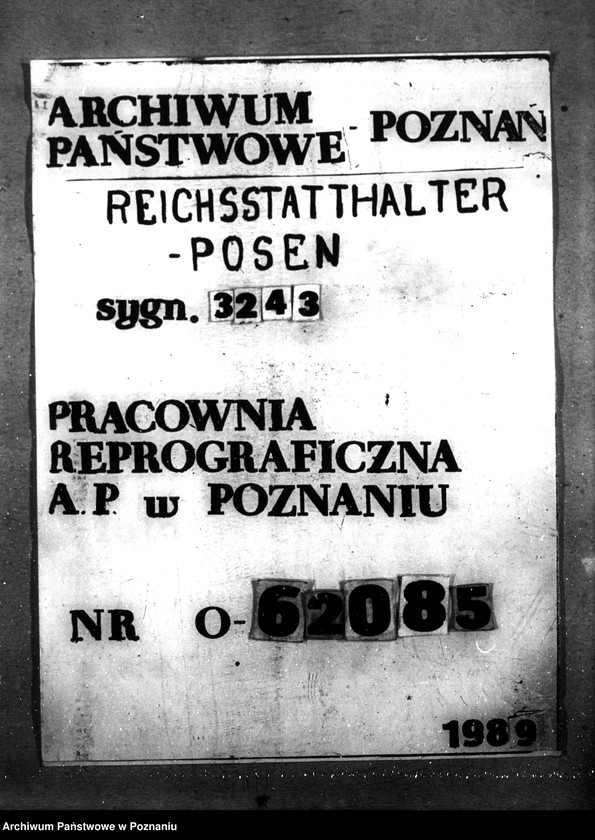 ARCHIWUM
PAŃSTWOWE - POZNAŃ
REICHSSTATTHALTER
-POSEN
sygn. 3243
PRACOWNIA
REPROGRAFICZNA
A.P. w POZNANIU
NR O-62085
1989
Archiwum Państwowe w Poznaniu